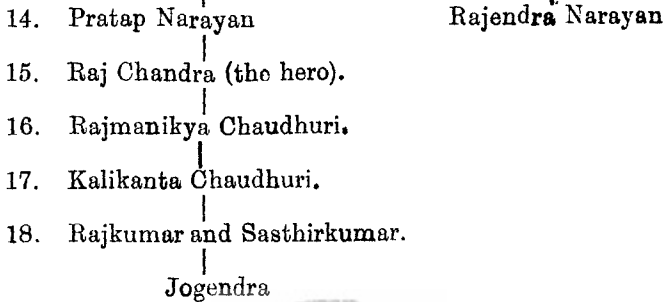 14. Pratap Narayan Rajendra Narayan
15. Raj Chandra (the hero).
16. Rajmanikya Chaudhuri.
17. Kalikanta Chaudhuri.
18. Rajkumar and Sasthirkumar.
Jogendra